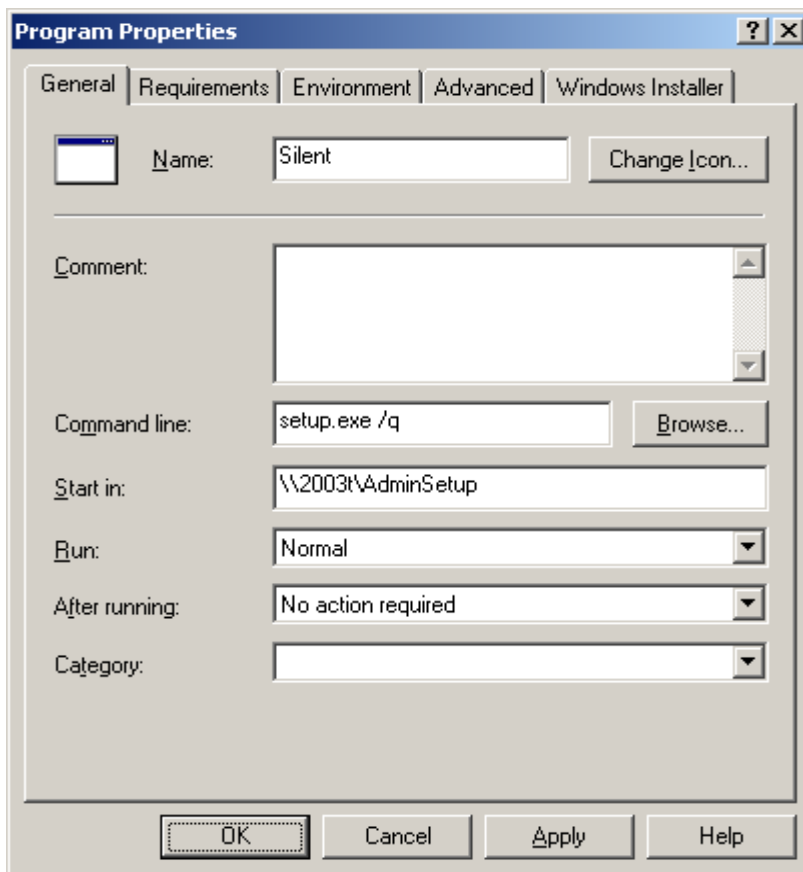 Program Properties
General Requirements Environment Advanced Windows Installer
Name: Silent Change Icon...
Comment:
Command line: setup.exe /q Browse...
Start in: \\2003t\AdminSetup
Run: Normal
After running: No action required
Category:
OK Cancel Apply Help